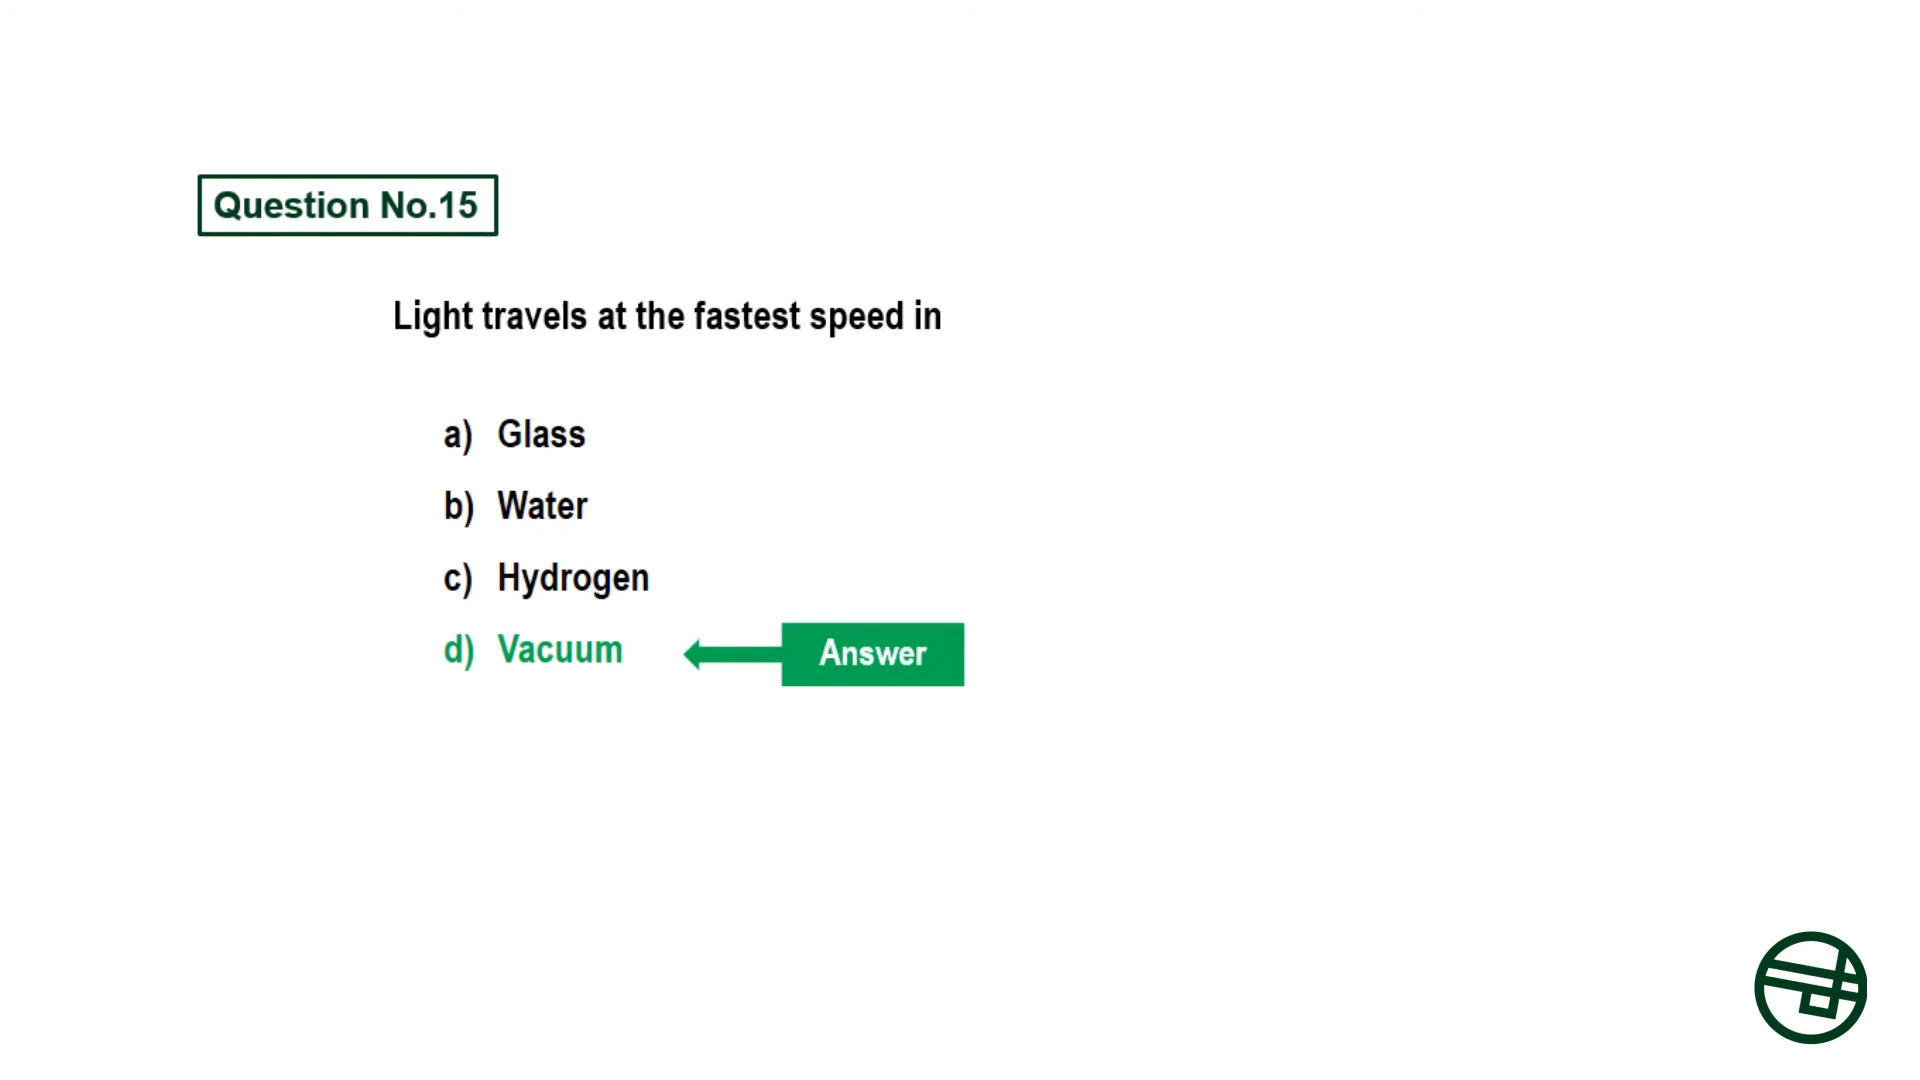 Question No.15
Light travels at the fastest speed in
a) Glass
b) Water
c) Hydrogen
d) Vacuum
Answer